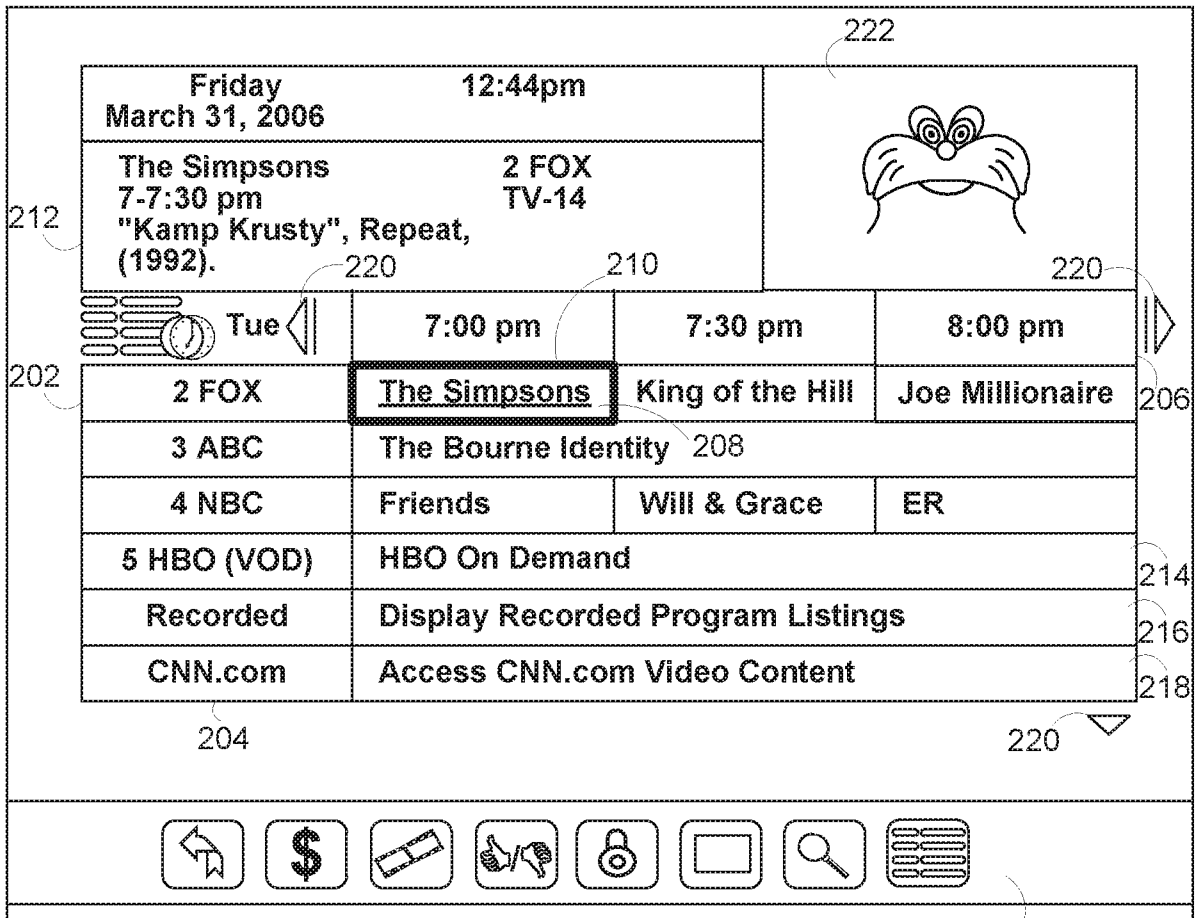 222
Friday 12:44pm
March 31, 2006
The Simpsons 2 FOX
7-7:30 pm TV-14
"Kamp Krusty", Repeat,
(1992).
212
220 210 220
Tue 7:00 pm 7:30 pm 8:00 pm
202
2 FOX The Simpsons King of the Hill Joe Millionaire
206
3 ABC The Bourne Identity 208
4 NBC Friends Will & Grace ER
5 HBO (VOD) HBO On Demand
214
Recorded Display Recorded Program Listings
216
CNN.com Access CNN.com Video Content
218
204 220
$